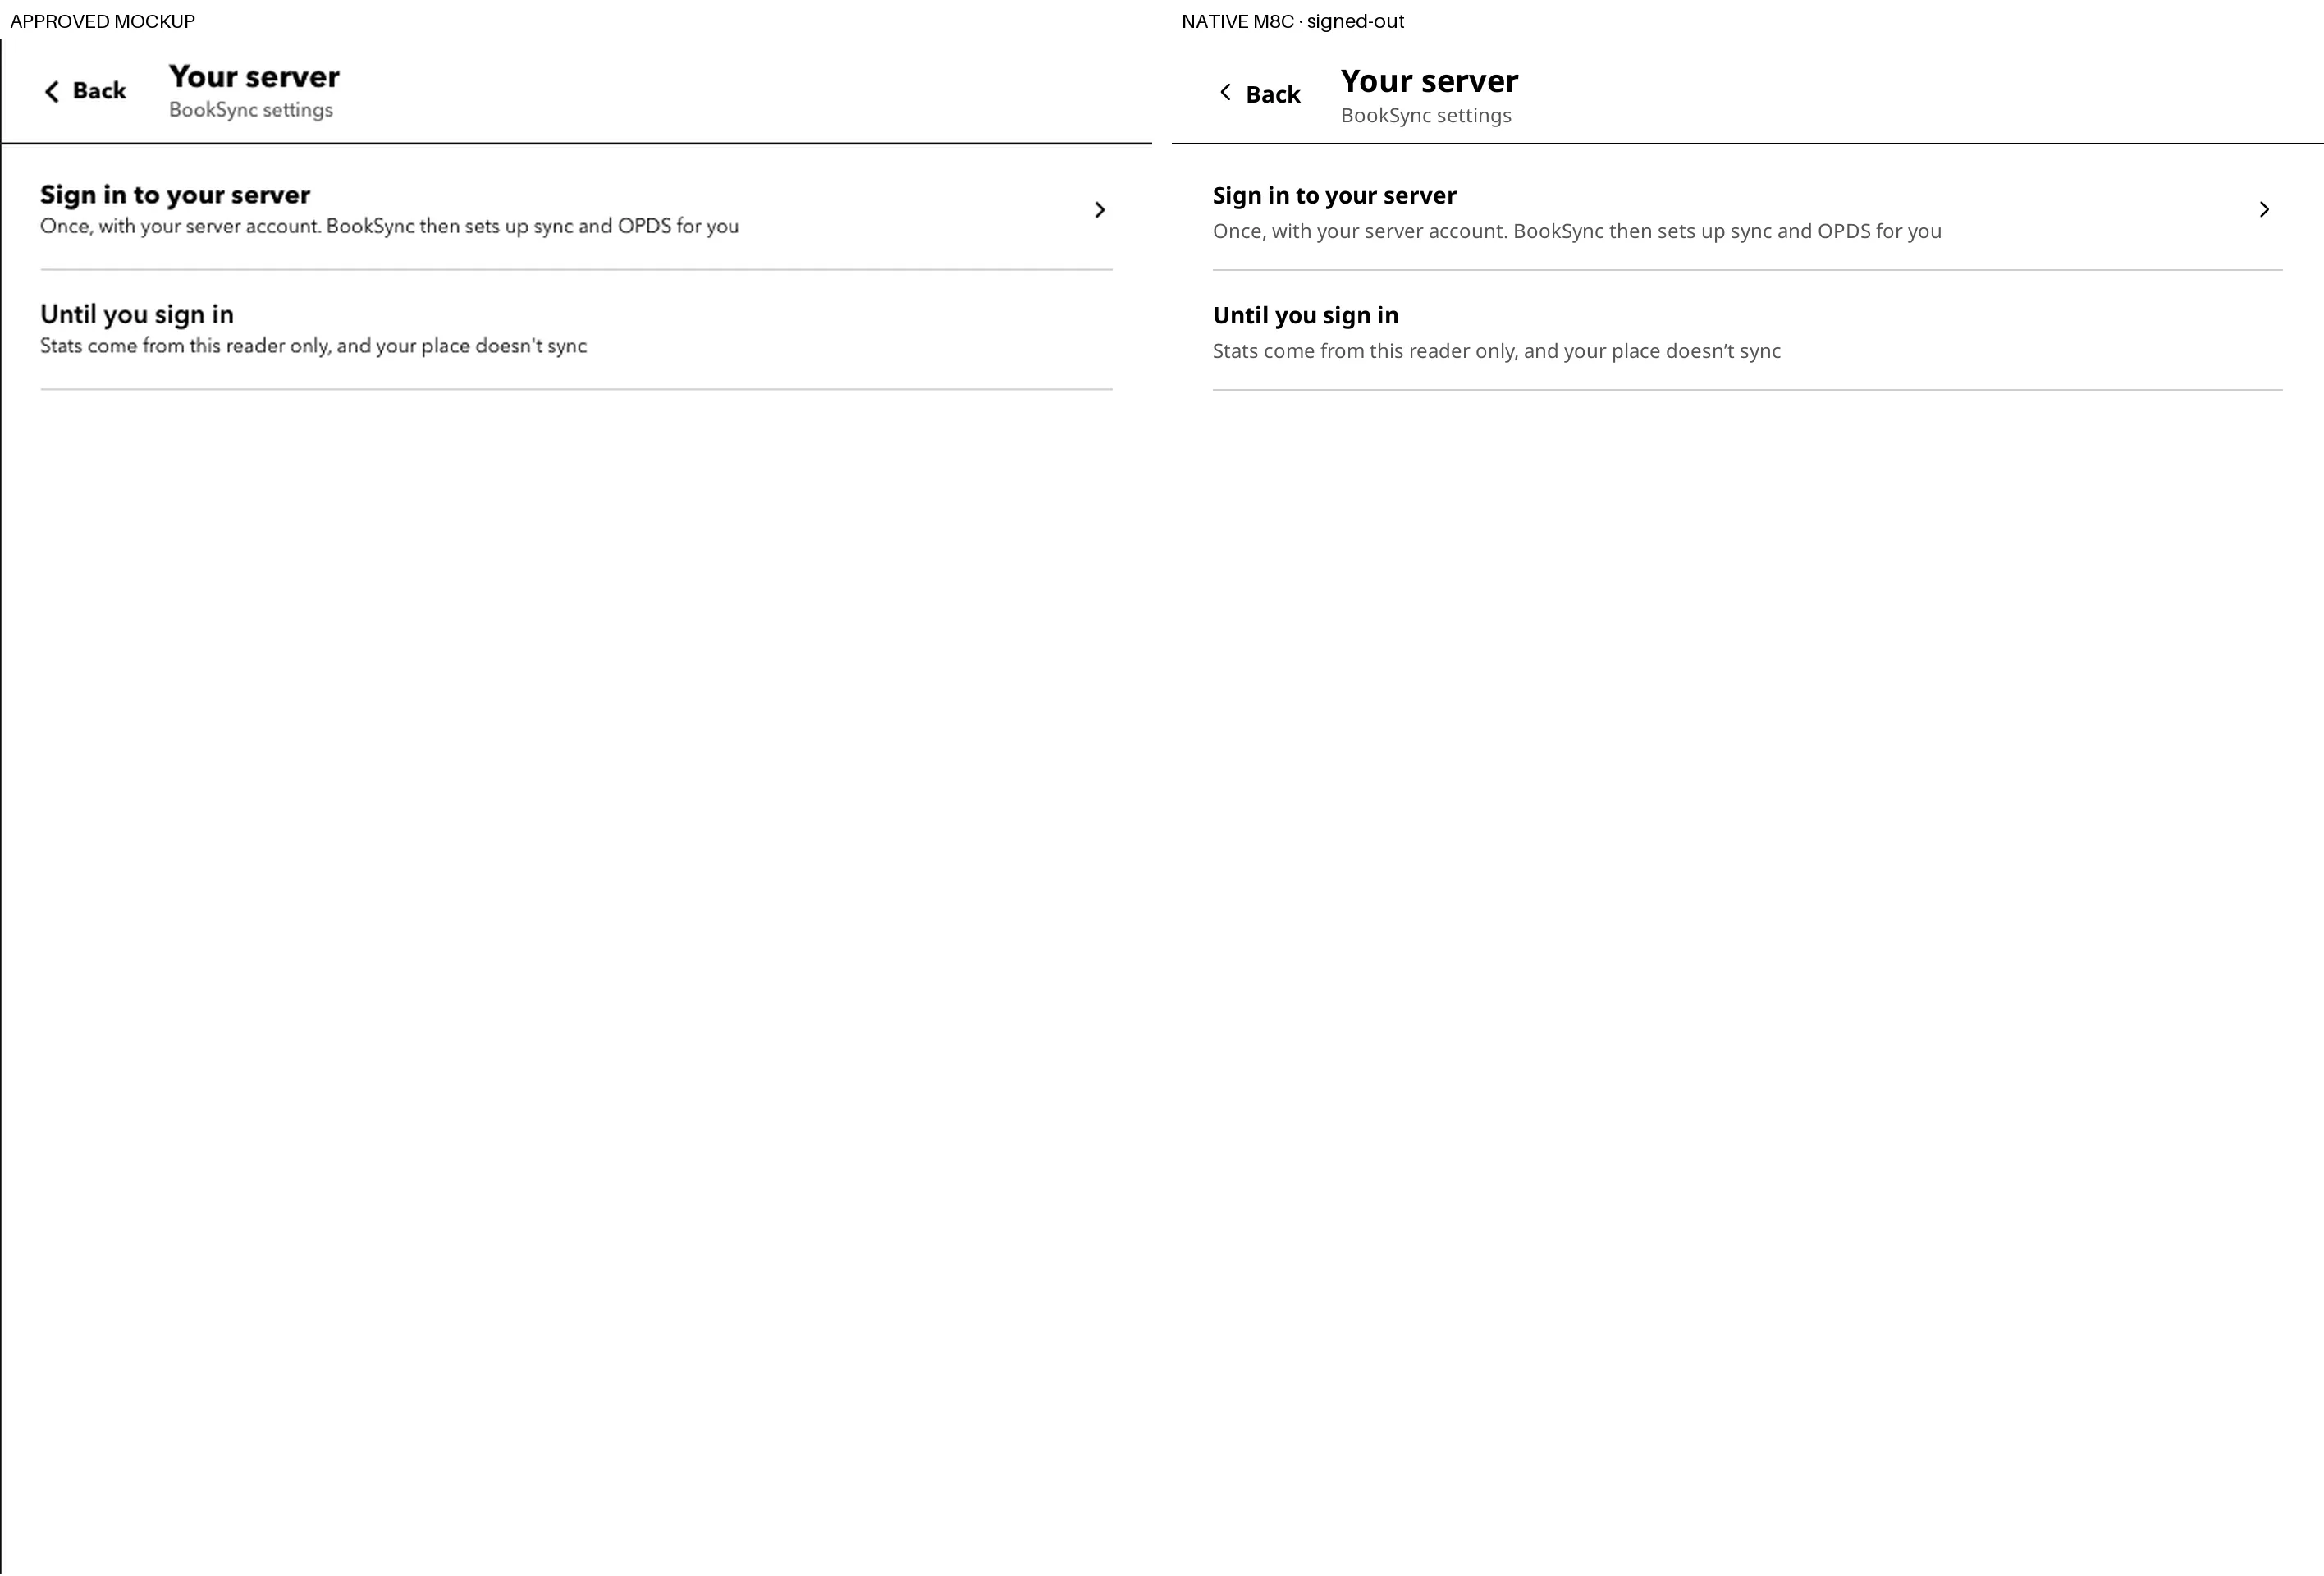 APPROVED MOCKUP
Back
Your server
BookSync settings
Sign in to your server
Once, with your server account. BookSync then sets up sync and OPDS for you
Until you sign in
Stats come from this reader only, and your place doesn't sync
NATIVE M8C · signed-out
Back
Your server
BookSync settings
Sign in to your server
Once, with your server account. BookSync then sets up sync and OPDS for you
Until you sign in
Stats come from this reader only, and your place doesn’t sync